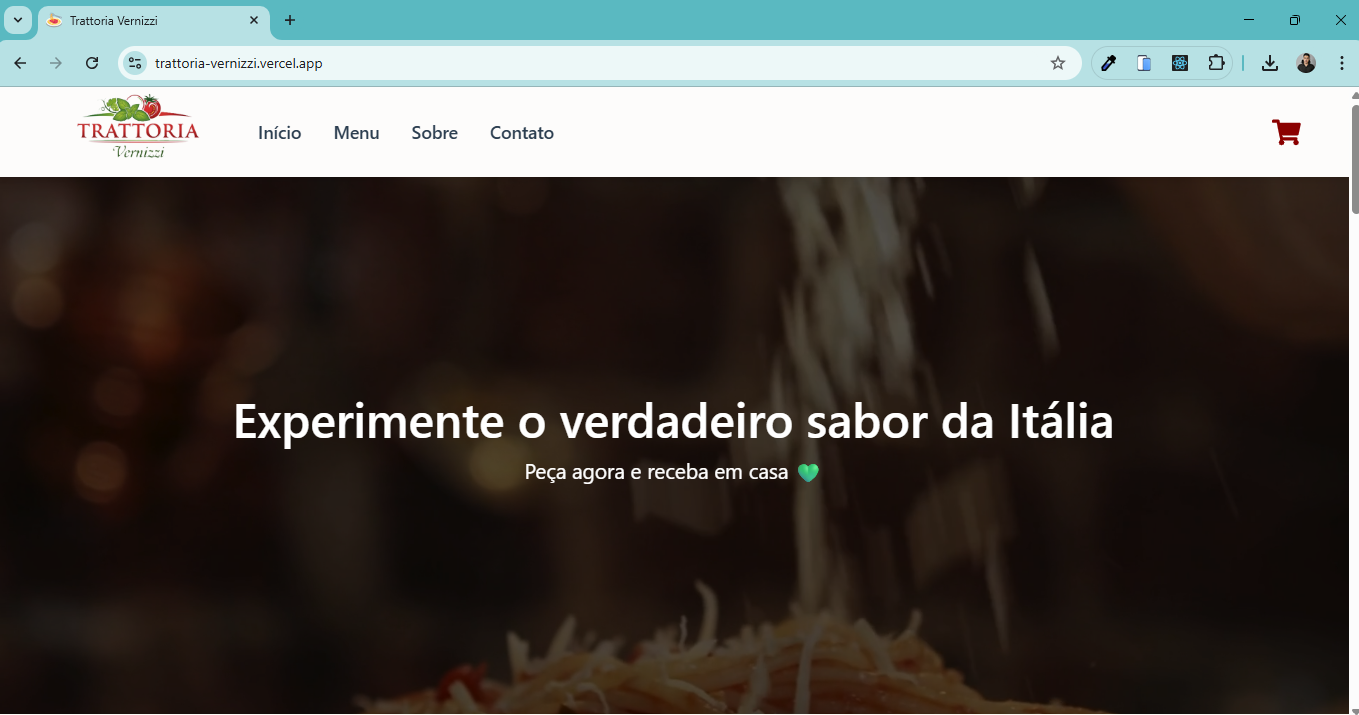 Trattoria Vernizzi
trattoria-vernizzi.vercel.app
TRATTORIA
Vernizzi
Início Menu Sobre Contato
Experimente o verdadeiro sabor da Itália
Peça agora e receba em casa 💚